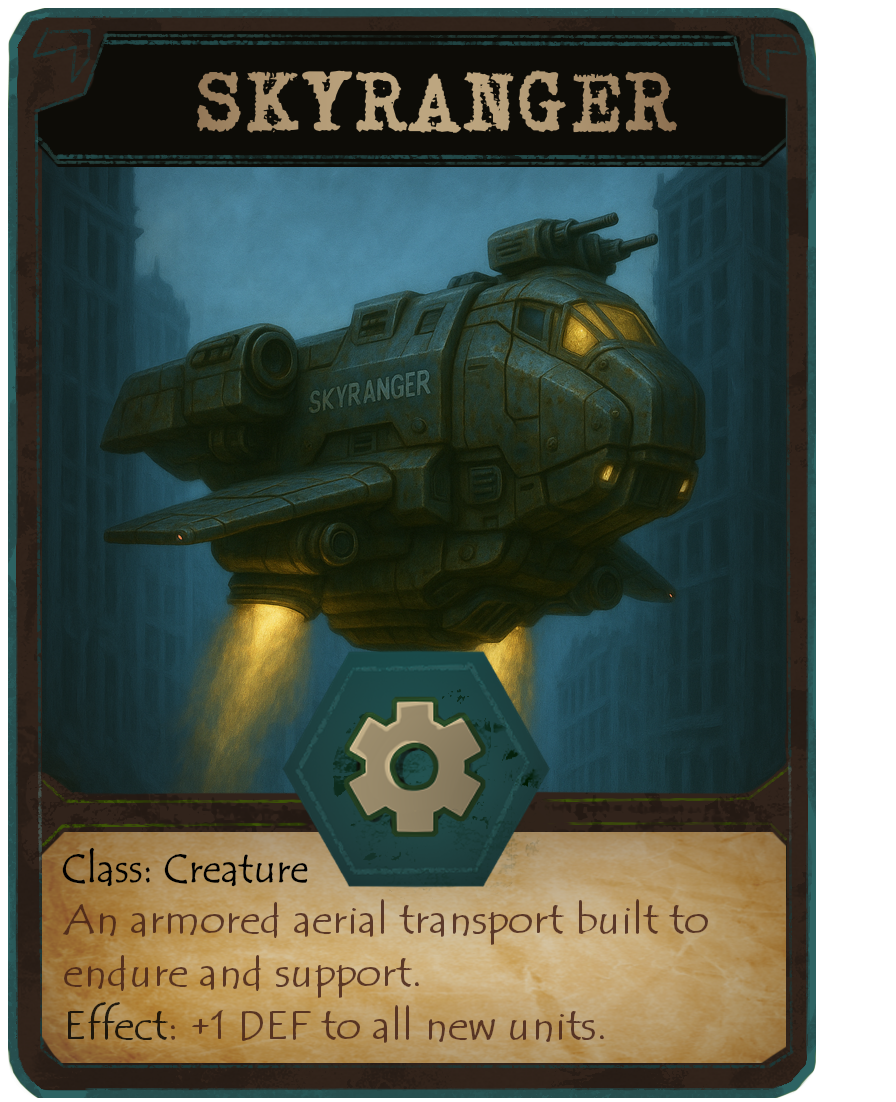 SKYRANGER
SKYRANGER
Class: Creature
An armored aerial transport built to
endure and support.
Effect: +1 DEF to all new units.